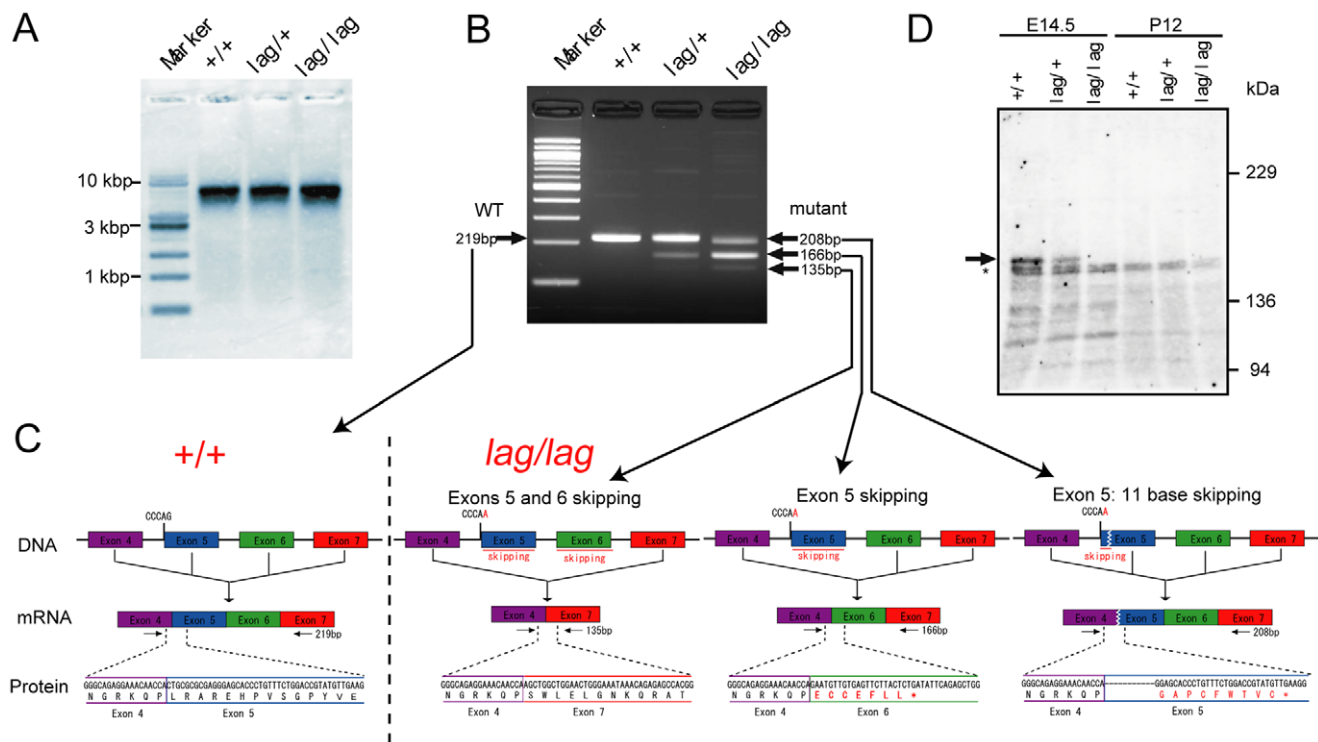 A
Marker
+/+
lag/+
lag/lag
10 kbp
3 kbp
1 kbp
B
Marker
+/+
lag/+
lag/lag
WT
219bp
mutant
208bp
166bp
135bp
D
E14.5
P12
+/+
lag/+
lag/lag
+/+
lag/+
lag/lag
kDa
229
136
94
*
C
+/+
lag/lag
Exons 5 and 6 skipping
Exon 5 skipping
Exon 5: 11 base skipping
DNA
CCCAG
Exon 4
Exon 5
Exon 6
Exon 7
CCCAA
Exon 4
Exon 5
Exon 6
Exon 7
skipping
skipping
CCCAA
Exon 4
Exon 5
Exon 6
Exon 7
skipping
CCCAA
Exon 4
Exon 5
Exon 6
Exon 7
skipping
mRNA
Exon 4
Exon 5
Exon 6
Exon 7
219bp
Exon 4
Exon 7
135bp
Exon 4
Exon 6
Exon 7
166bp
Exon 4
Exon 5
Exon 6
Exon 7
208bp
Protein
GGGCAGAGGAAACAACCACTGCGCGCGAGGGAGCACCCTGTTTCTGGACCGTATGTTGAAG
N G R K Q P L R A R E H P V S G P Y V E
Exon 4
Exon 5
GGGCAGAGGAAACAACCAAGCTGGCTGGAACTGGGAAATAAACAGAGAGCCACGG
N G R K Q P S W L E L G N K Q R A T
Exon 4
Exon 7
GGGCAGAGGAAACAACCAGAATGTTGTGAGTTCTTACTCTGATATTCAGAGCTGG
N G R K Q P E C C E F L L *
Exon 4
Exon 6
GGGCAGAGGAAACAACCA-----------GGAGCACCCTGTTTCTGGACCGTATGTTGAAGG
N G R K Q P G A P C F W T V C *
Exon 4
Exon 5